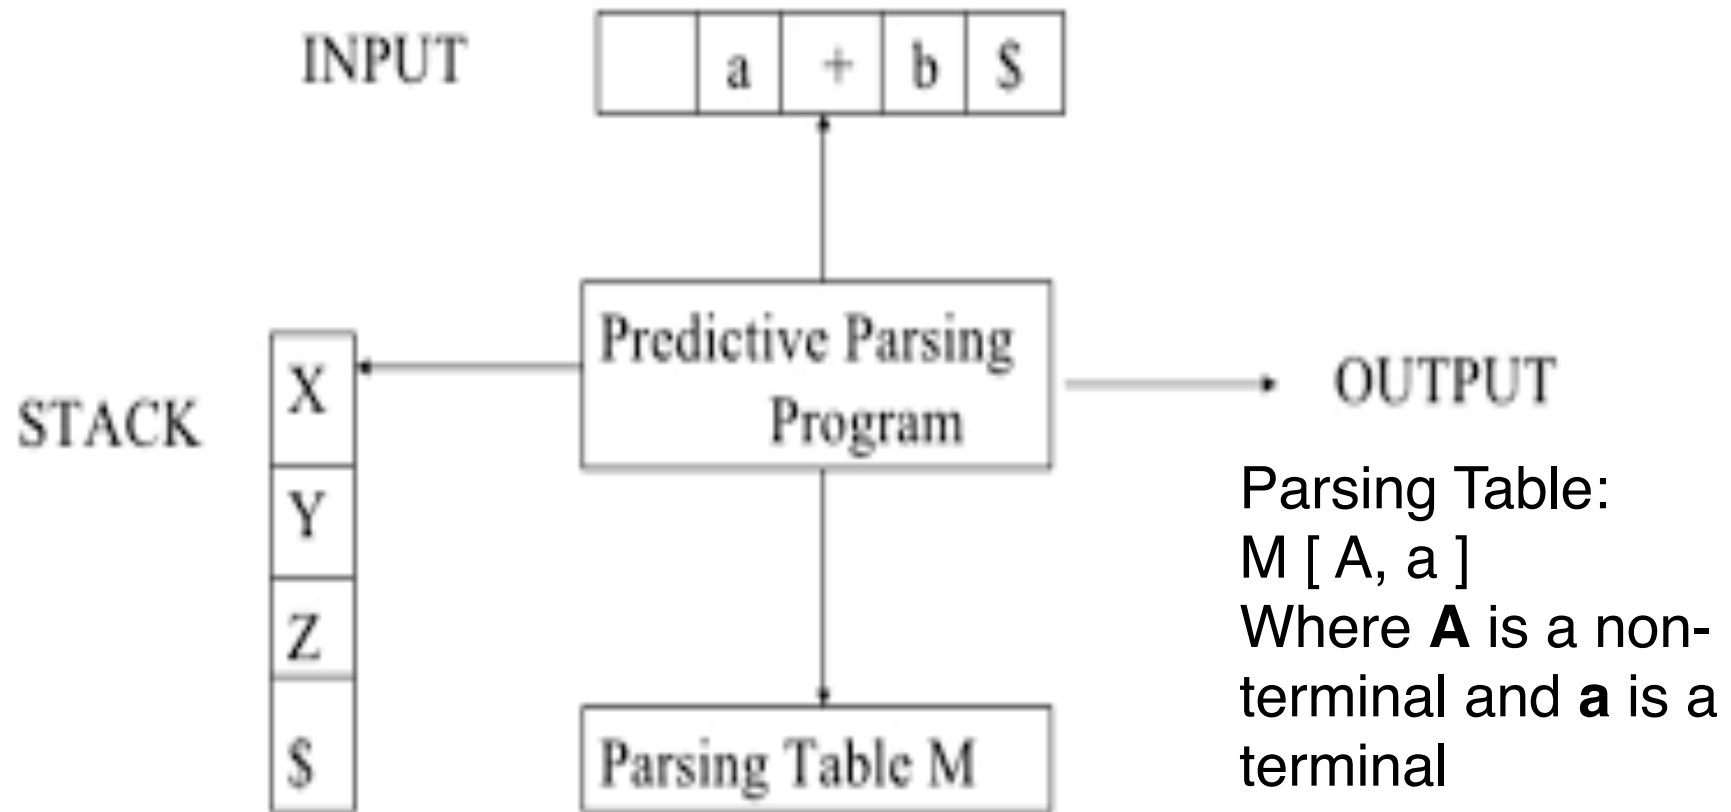 INPUT
a + b $
Predictive Parsing
Program
OUTPUT
STACK
X
Y
Z
$
Parsing Table M
Parsing Table:
M [ A, a ]
Where A is a non-
terminal and a is a
terminal